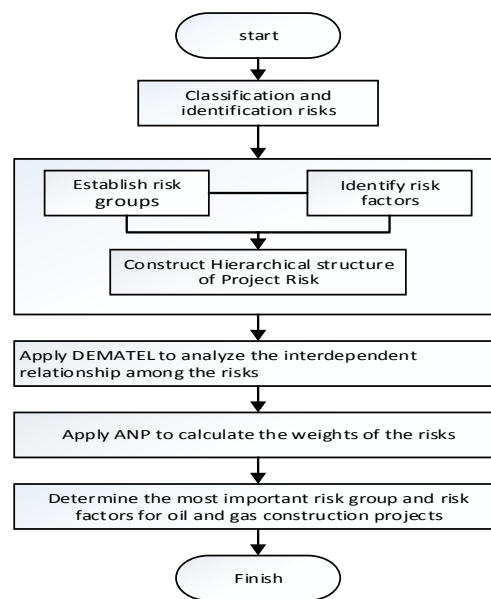 start
Classification and
identification risks
Establish risk
groups
Identify risk
factors
Construct Hierarchical structure
of Project Risk
Apply DEMATEL to analyze the interdependent
relationship among the risks
Apply ANP to calculate the weights of the risks
Determine the most important risk group and risk
factors for oil and gas construction projects
Finish